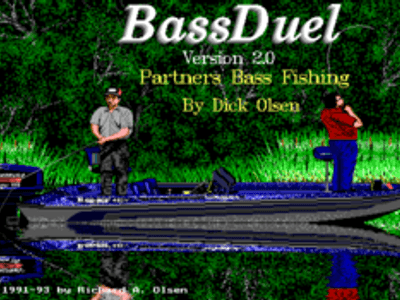 BassDuel
Version 2.0
Partners Bass Fishing
By Dick Olsen
1991-93 by Richard A. Olsen